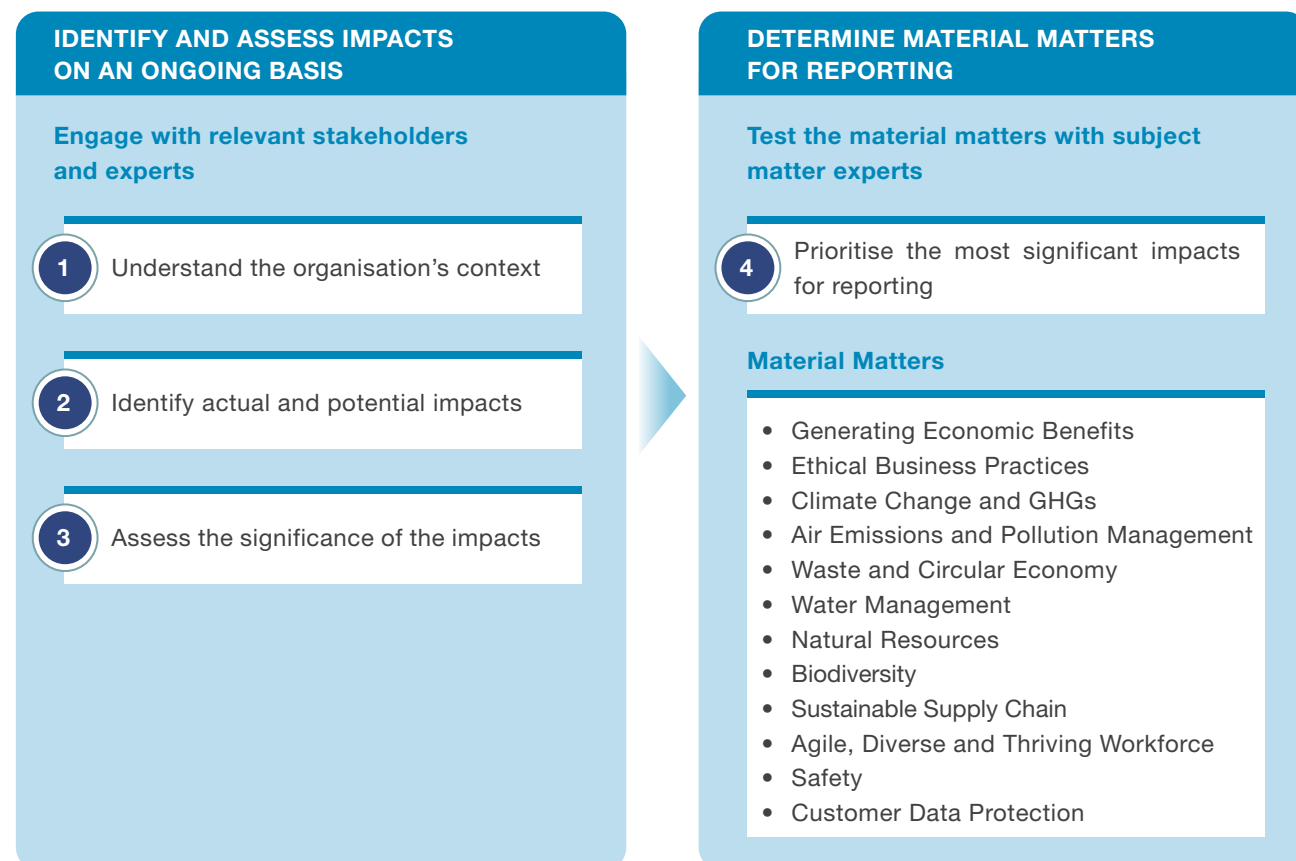 IDENTIFY AND ASSESS IMPACTS
ON AN ONGOING BASIS
Engage with relevant stakeholders
and experts
1
Understand the organisation's context
2
Identify actual and potential impacts
3
Assess the significance of the impacts
DETERMINE MATERIAL MATTERS
FOR REPORTING
Test the material matters with subject
matter experts
4
Prioritise the most significant impacts
for reporting
Material Matters
• Generating Economic Benefits
• Ethical Business Practices
• Climate Change and GHGs
• Air Emissions and Pollution Management
• Waste and Circular Economy
• Water Management
• Natural Resources
• Biodiversity
• Sustainable Supply Chain
• Agile, Diverse and Thriving Workforce
• Safety
• Customer Data Protection